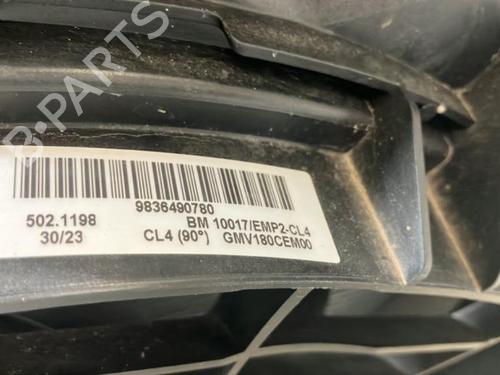 B-PARTS
9836490780
502.1198 BM 10017/EMP2-CL4
30/23 CL4 (90°) GMV180CEM00